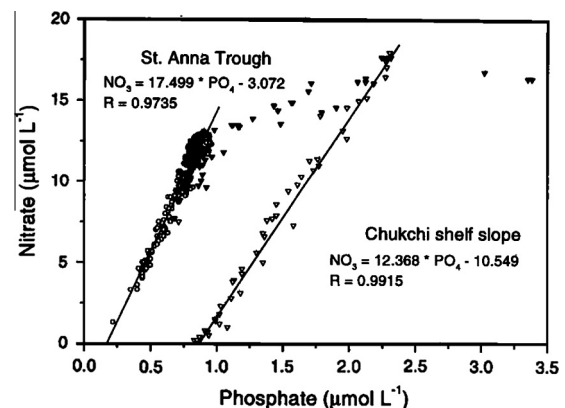 20
15
10
5
0
Nitrate (μmol L⁻¹)
St. Anna Trough
NO₃ = 17.499 * PO₄ - 3.072
R = 0.9735
Chukchi shelf slope
NO₃ = 12.368 * PO₄ - 10.549
R = 0.9915
0.0 0.5 1.0 1.5 2.0 2.5 3.0 3.5
Phosphate (μmol L⁻¹)